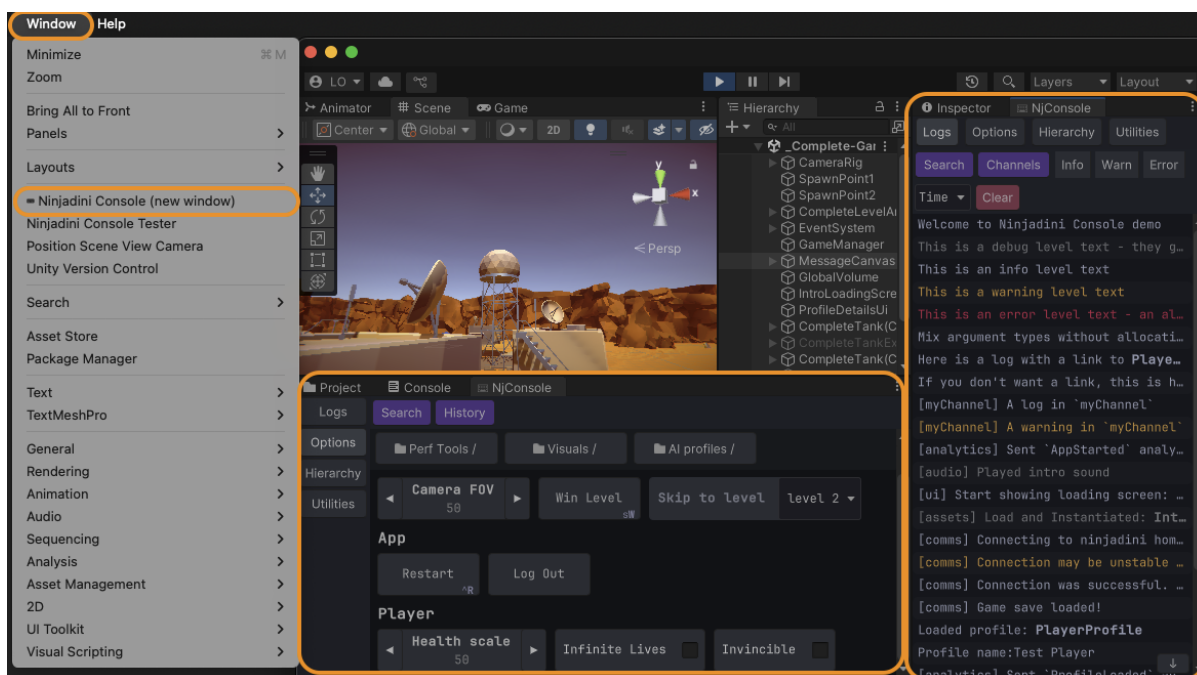 Window Help
Minimize ⌘ M
Zoom
Bring All to Front
Panels
Layouts
Ninjadini Console (new window)
Ninjadini Console Tester
Position Scene View Camera
Unity Version Control
Search
Asset Store
Package Manager
Text
TextMeshPro
General
Rendering
Animation
Audio
Sequencing
Analysis
Asset Management
2D
UI Toolkit
Visual Scripting
LO
Layers Layout
Animator # Scene Game
Center Global 2D
y
x
Persp
Hierarchy
All
_Complete-Gar
CameraRig
SpawnPoint1
SpawnPoint2
CompleteLevelAr
EventSystem
GameManager
MessageCanvas
GlobalVolume
IntroLoadingScre
ProfileDetailsUi
CompleteTank(C
CompleteTankEx
CompleteTank(C
Project Console NjConsole
Logs
Options
Hierarchy
Utilities
Search History
Perf Tools / Visuals / AI profiles /
Camera FOV
50
Win Level
Skip to level level 2
App
Restart
^R
Log Out
Player
Health scale
50
Infinite Lives Invincible
Inspector NjConsole
Logs Options Hierarchy Utilities
Search Channels Info Warn Error
Time Clear
Welcome to Ninjadini Console demo
This is a debug level text - they g…
This is an info level text
This is a warning level text
This is an error level text - an al…
Mix argument types without allocati…
Here is a log with a link to Playe…
If you don't want a link, this is h…
[myChannel] A log in `myChannel`
[myChannel] A warning in `myChannel`
[analytics] Sent `AppStarted` analy…
[audio] Played intro sound
[ui] Start showing loading screen: …
[assets] Load and Instantiated: Int…
[comms] Connecting to ninjadini hom…
[comms] Connection may be unstable …
[comms] Connection was successful. …
[comms] Game save loaded!
Loaded profile: PlayerProfile
Profile name:Test Player
[analytics] Sent `ProfileLoaded`